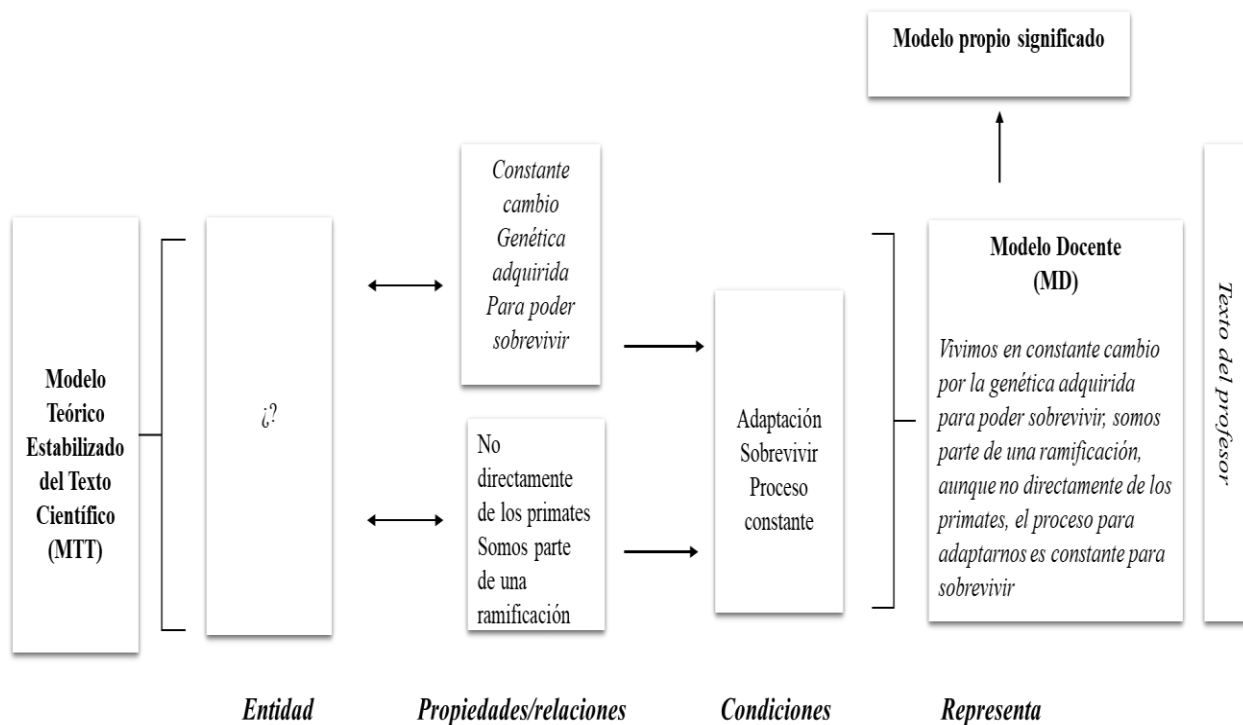 Modelo propio significado
Modelo
Teórico
Estabilizado
del Texto
Científico
(MTT)
¿?
Constante
cambio
Genética
adquirida
Para poder
sobrevivir
No
directamente
de los primates
Somos parte
de una
ramificación
Adaptación
Sobrevivir
Proceso
constante
Modelo Docente
(MD)
Vivimos en constante cambio
por la genética adquirida
para poder sobrevivir, somos
parte de una ramificación,
aunque no directamente de los
primates, el proceso para
adaptarnos es constante para
sobrevivir
Texto del profesor
Entidad
Propiedades/relaciones
Condiciones
Representa